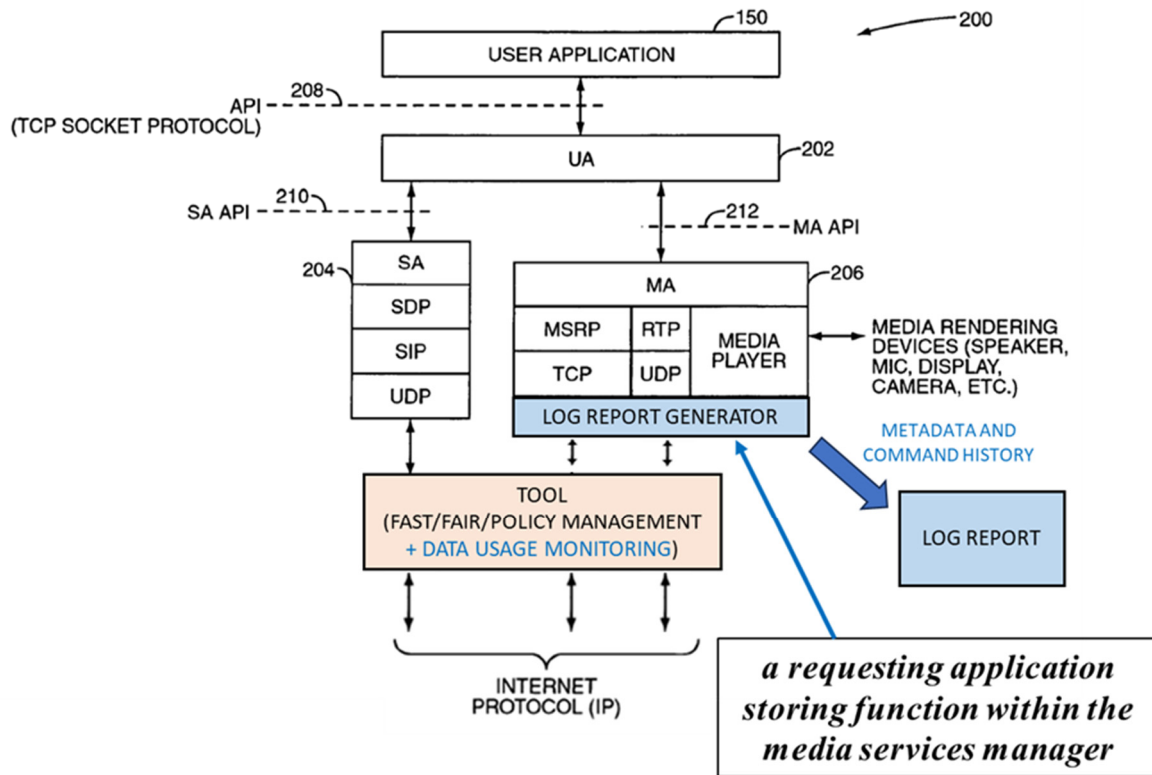 150
200
USER APPLICATION
208
API
(TCP SOCKET PROTOCOL)
UA
202
210
SA API
212
MA API
204
SA
SDP
SIP
UDP
206
MA
MSRP
RTP
MEDIA
PLAYER
TCP
UDP
MEDIA RENDERING
DEVICES (SPEAKER,
MIC, DISPLAY,
CAMERA, ETC.)
LOG REPORT GENERATOR
METADATA AND
COMMAND HISTORY
TOOL
(FAST/FAIR/POLICY MANAGEMENT
+ DATA USAGE MONITORING)
LOG REPORT
INTERNET
PROTOCOL (IP)
a requesting application
storing function within the
media services manager